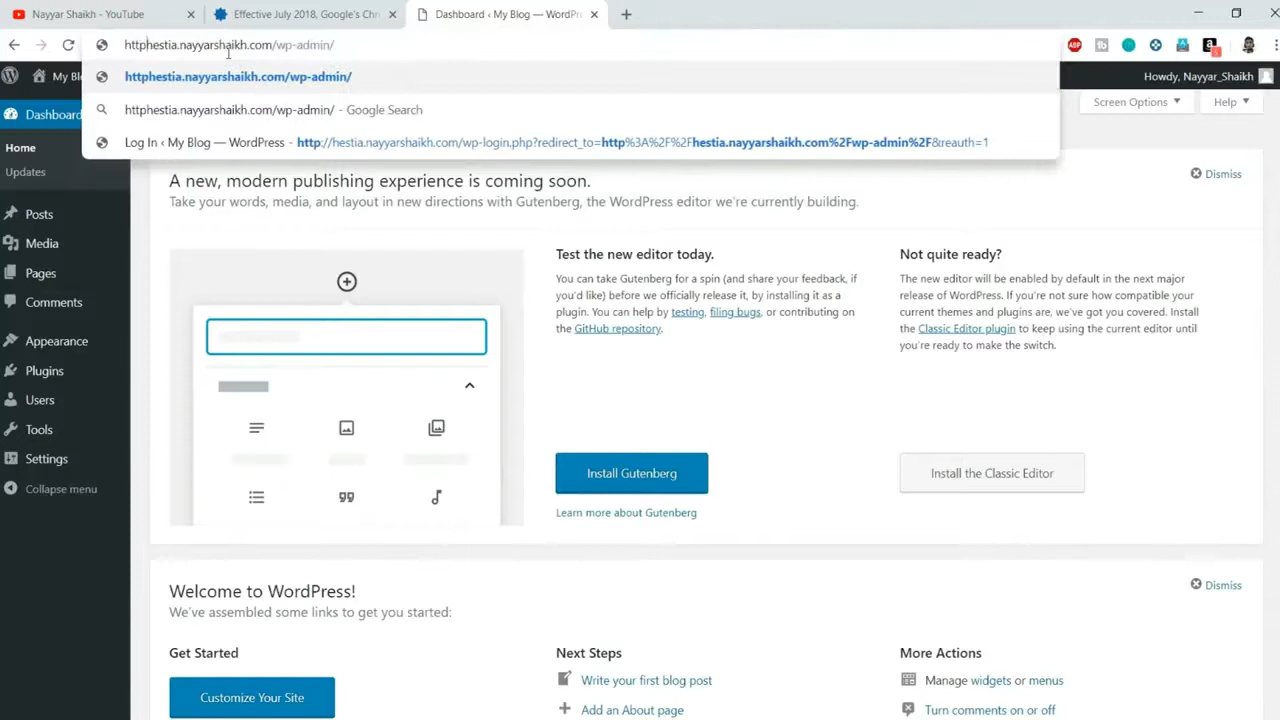 Nayyar Shaikh - YouTube
Effective July 2018, Google's Chr
Dashboard ‹ My Blog — WordPre
httphestia.nayyarshaikh.com/wp-admin/
httphestia.nayyarshaikh.com/wp-admin/
httphestia.nayyarshaikh.com/wp-admin/ - Google Search
Log In ‹ My Blog — WordPress - http://hestia.nayyarshaikh.com/wp-login.php?redirect_to=http%3A%2F%2Fhestia.nayyarshaikh.com%2Fwp-admin%2F&reauth=1
ABP
My Bl
Howdy, Nayyar_Shaikh
Screen Options
Help
Dashboard
Home
Updates
Posts
Media
Pages
Comments
Appearance
Plugins
Users
Tools
Settings
Collapse menu
Dismiss
A new, modern publishing experience is coming soon.
Take your words, media, and layout in new directions with Gutenberg, the WordPress editor we're currently building.
Test the new editor today.
You can take Gutenberg for a spin (and share your feedback, if
you'd like) before we officially release it, by installing it as a
plugin. You can help by testing, filing bugs, or contributing on
the GitHub repository.
Install Gutenberg
Learn more about Gutenberg
Not quite ready?
The new editor will be enabled by default in the next major
release of WordPress. If you're not sure how compatible your
current themes and plugins are, we've got you covered. Install
the Classic Editor plugin to keep using the current editor until
you're ready to make the switch.
Install the Classic Editor
Dismiss
Welcome to WordPress!
We've assembled some links to get you started:
Get Started
Customize Your Site
Next Steps
Write your first blog post
Add an About page
More Actions
Manage widgets or menus
Turn comments on or off